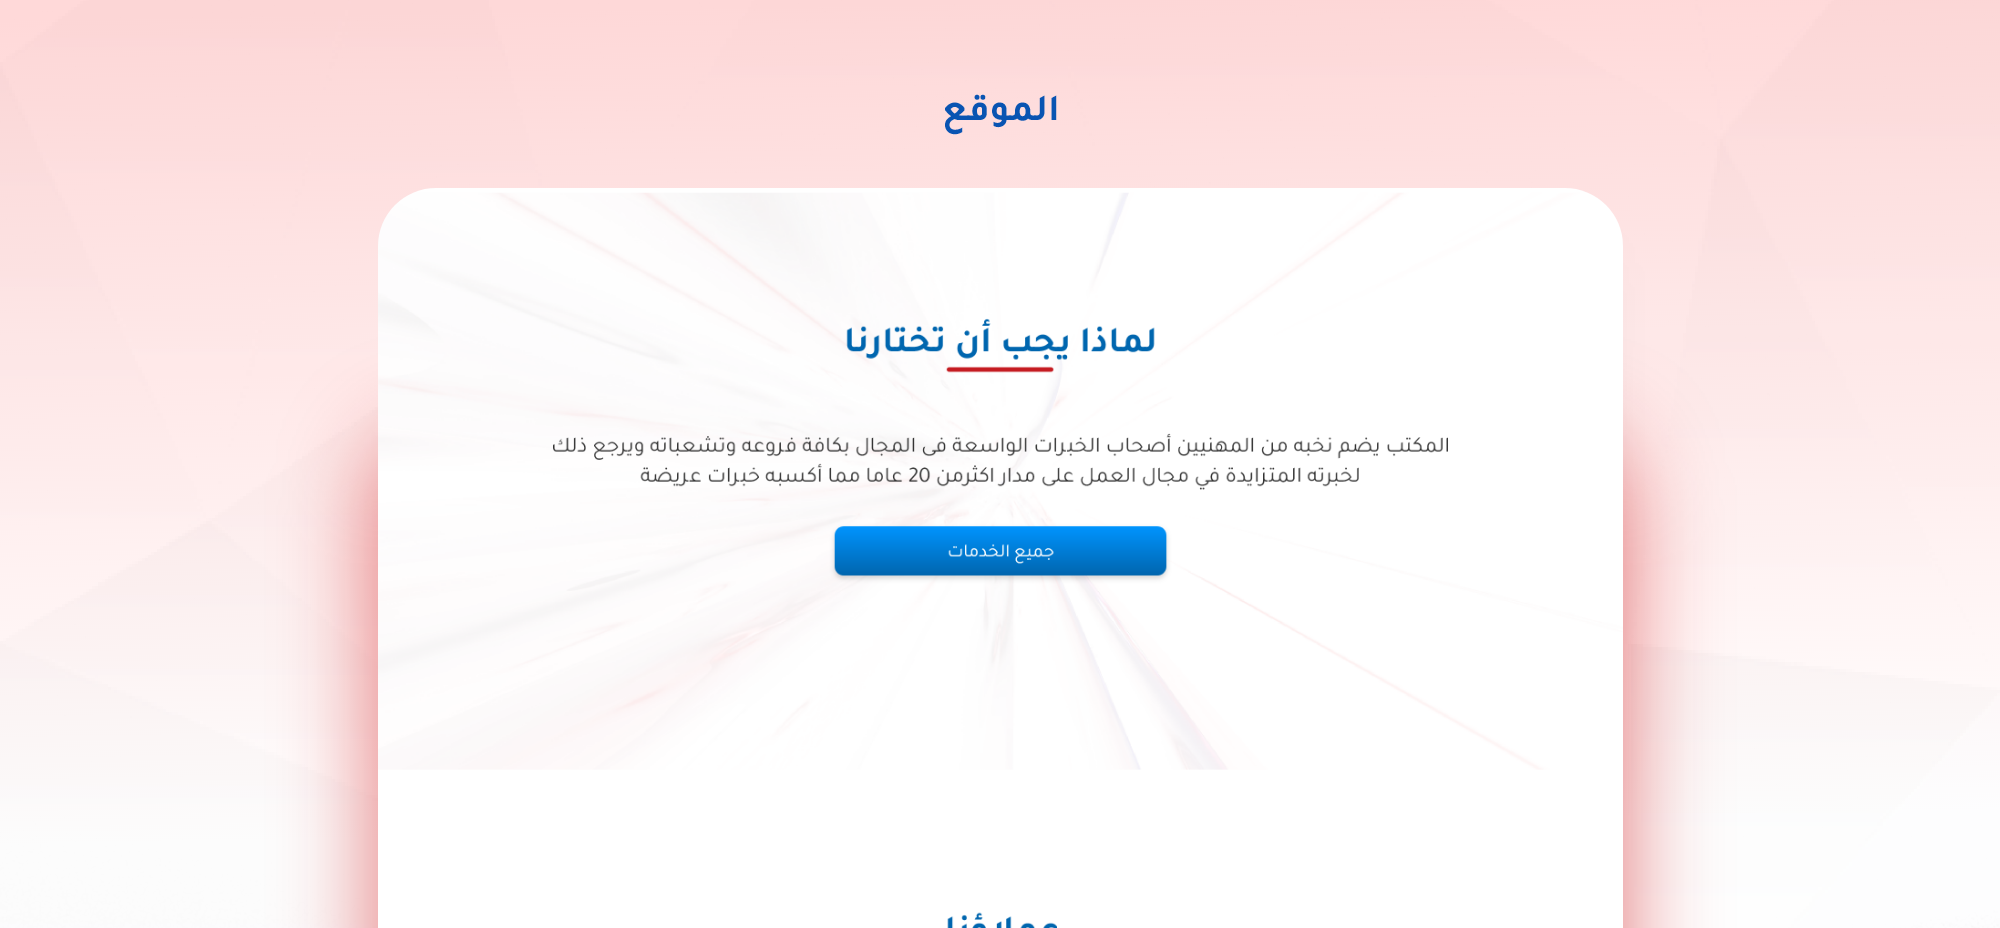 الموقع
لماذا يجب أن تختارنا
المكتب يضم نخبه من المهنيين أصحاب الخبرات الواسعة فى المجال بكافة فروعه وتشعباته ويرجع ذلك
لخبرته المتزايدة في مجال العمل على مدار اكثرمن 20 عاما مما أكسبه خبرات عريضة
جميع الخدمات
عملاؤنا